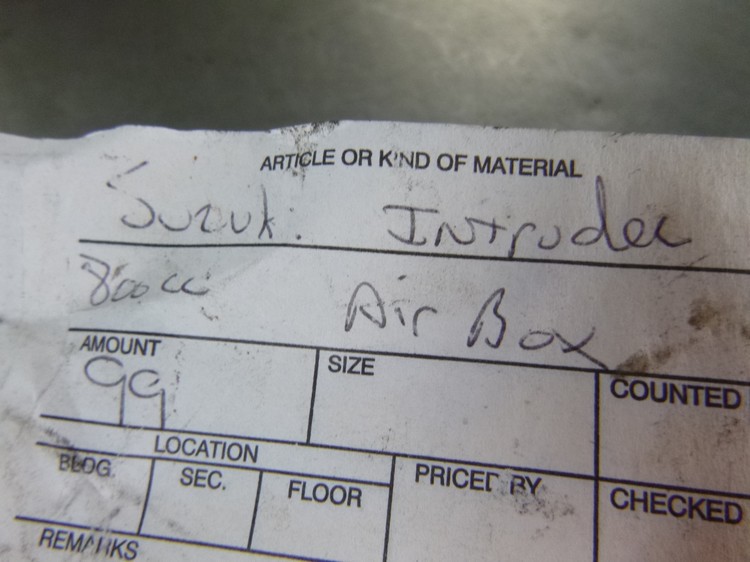 ARTICLE OR KIND OF MATERIAL
Suzuki Intruder
800cc Air Box
AMOUNT SIZE COUNTED
99
LOCATION
BLDG. SEC. FLOOR PRICED BY CHECKED
REMARKS